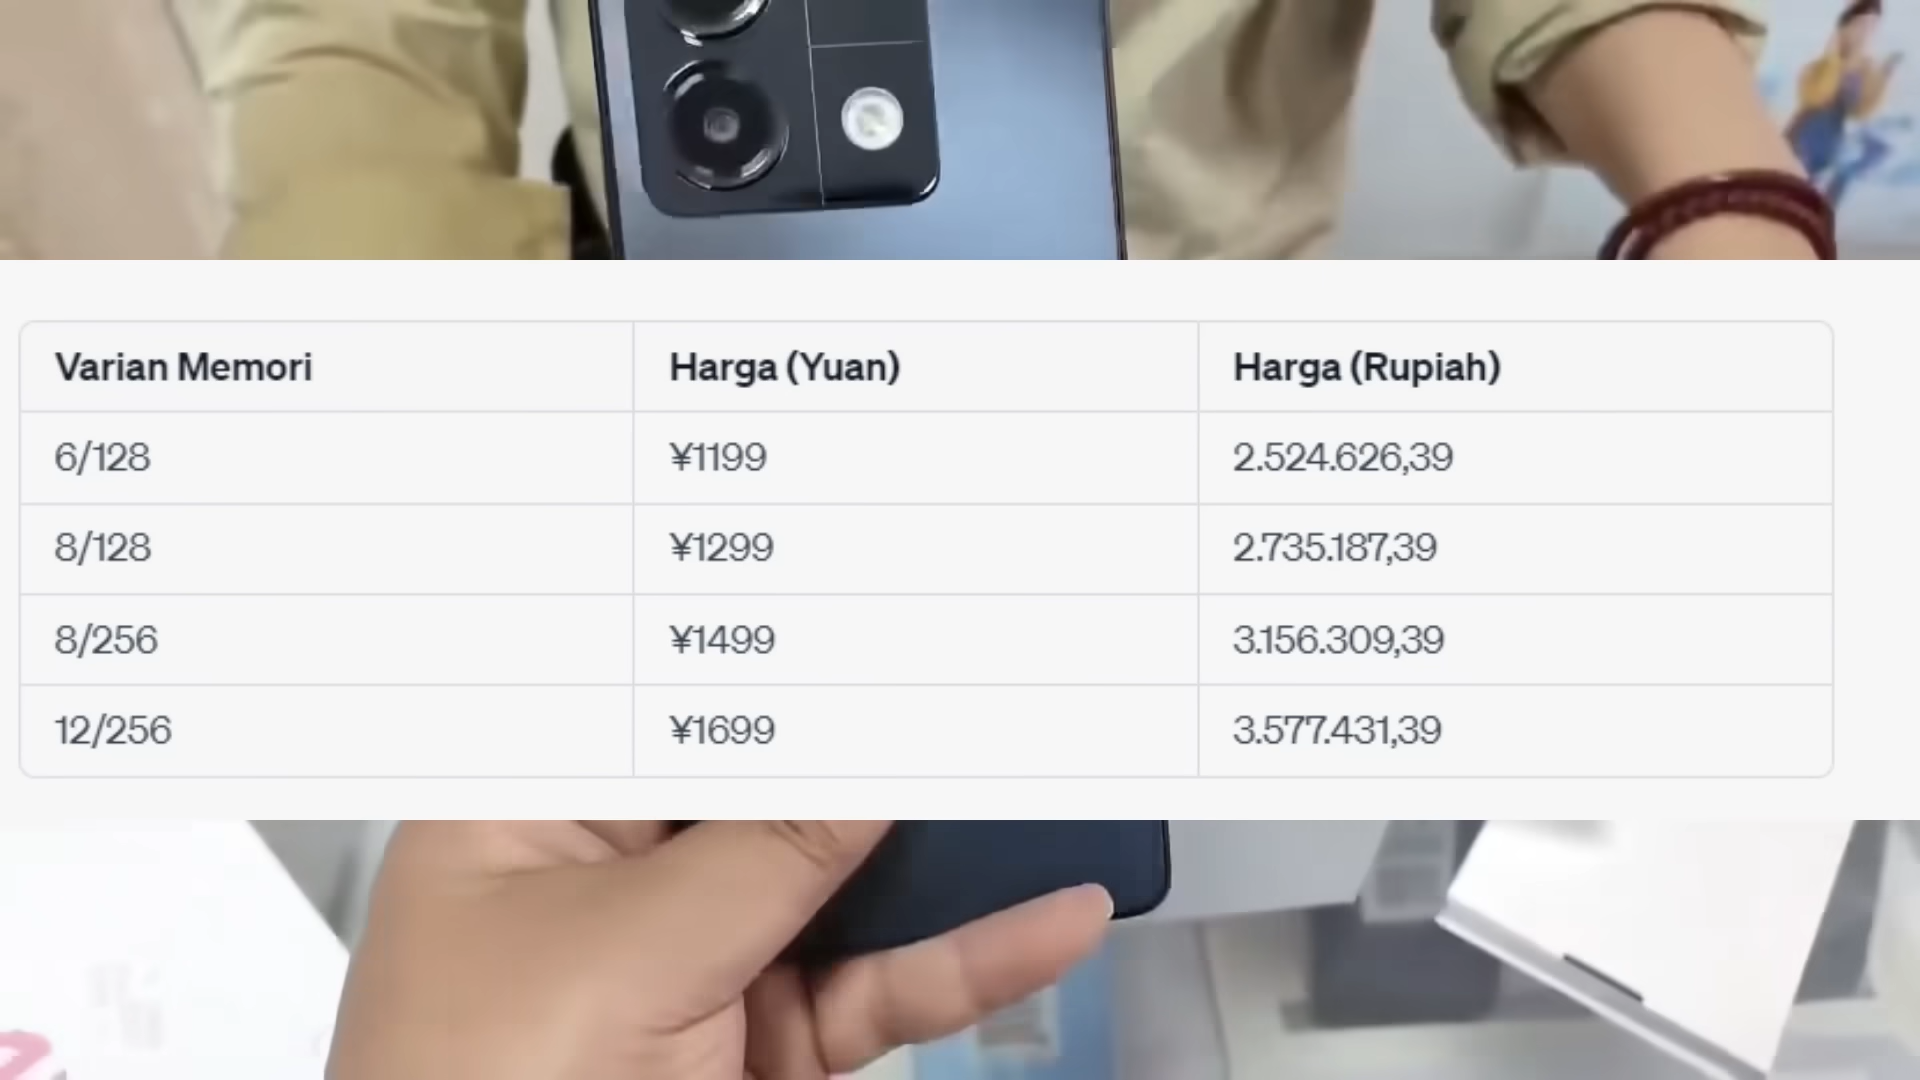 Varian Memori Harga (Yuan) Harga (Rupiah)
6/128 ¥1199 2.524.626,39
8/128 ¥1299 2.735.187,39
8/256 ¥1499 3.156.309,39
12/256 ¥1699 3.577.431,39